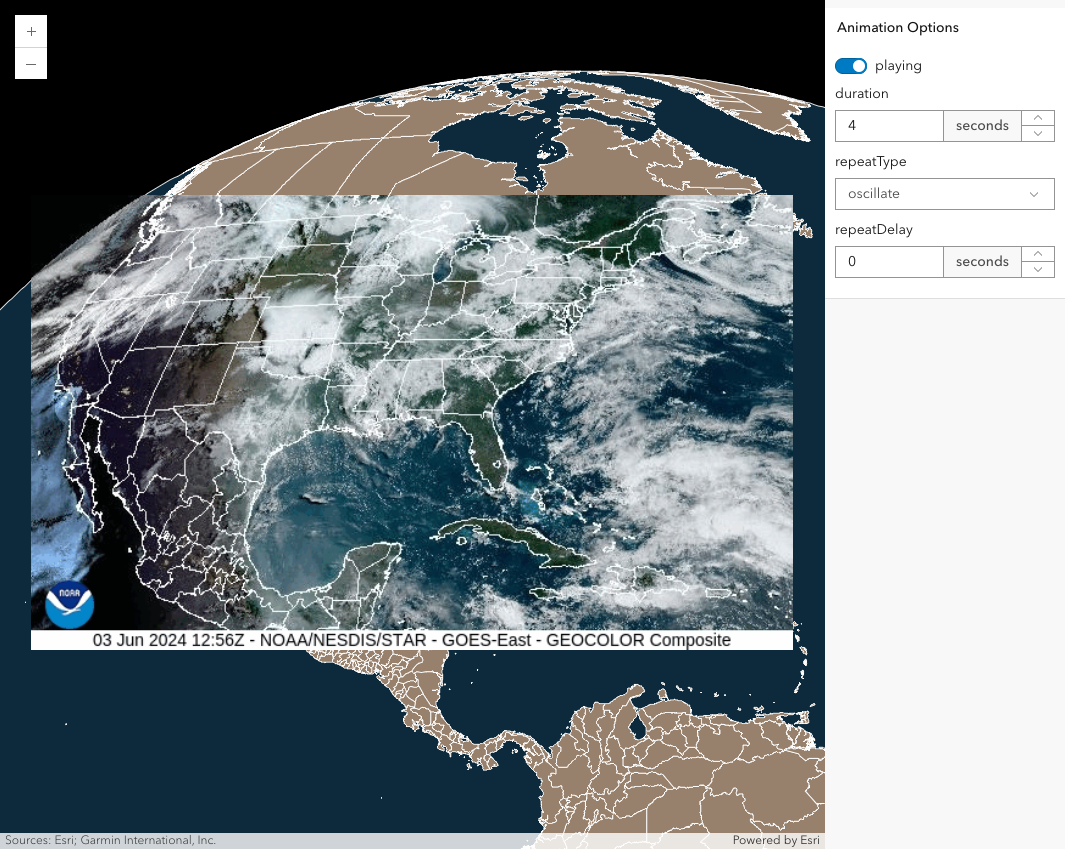 +
−
Animation Options
playing
duration
4 seconds
repeatType
oscillate
repeatDelay
0 seconds
NOAA
03 Jun 2024 12:56Z - NOAA/NESDIS/STAR - GOES-East - GEOCOLOR Composite
Sources: Esri; Garmin International, Inc.
Powered by Esri